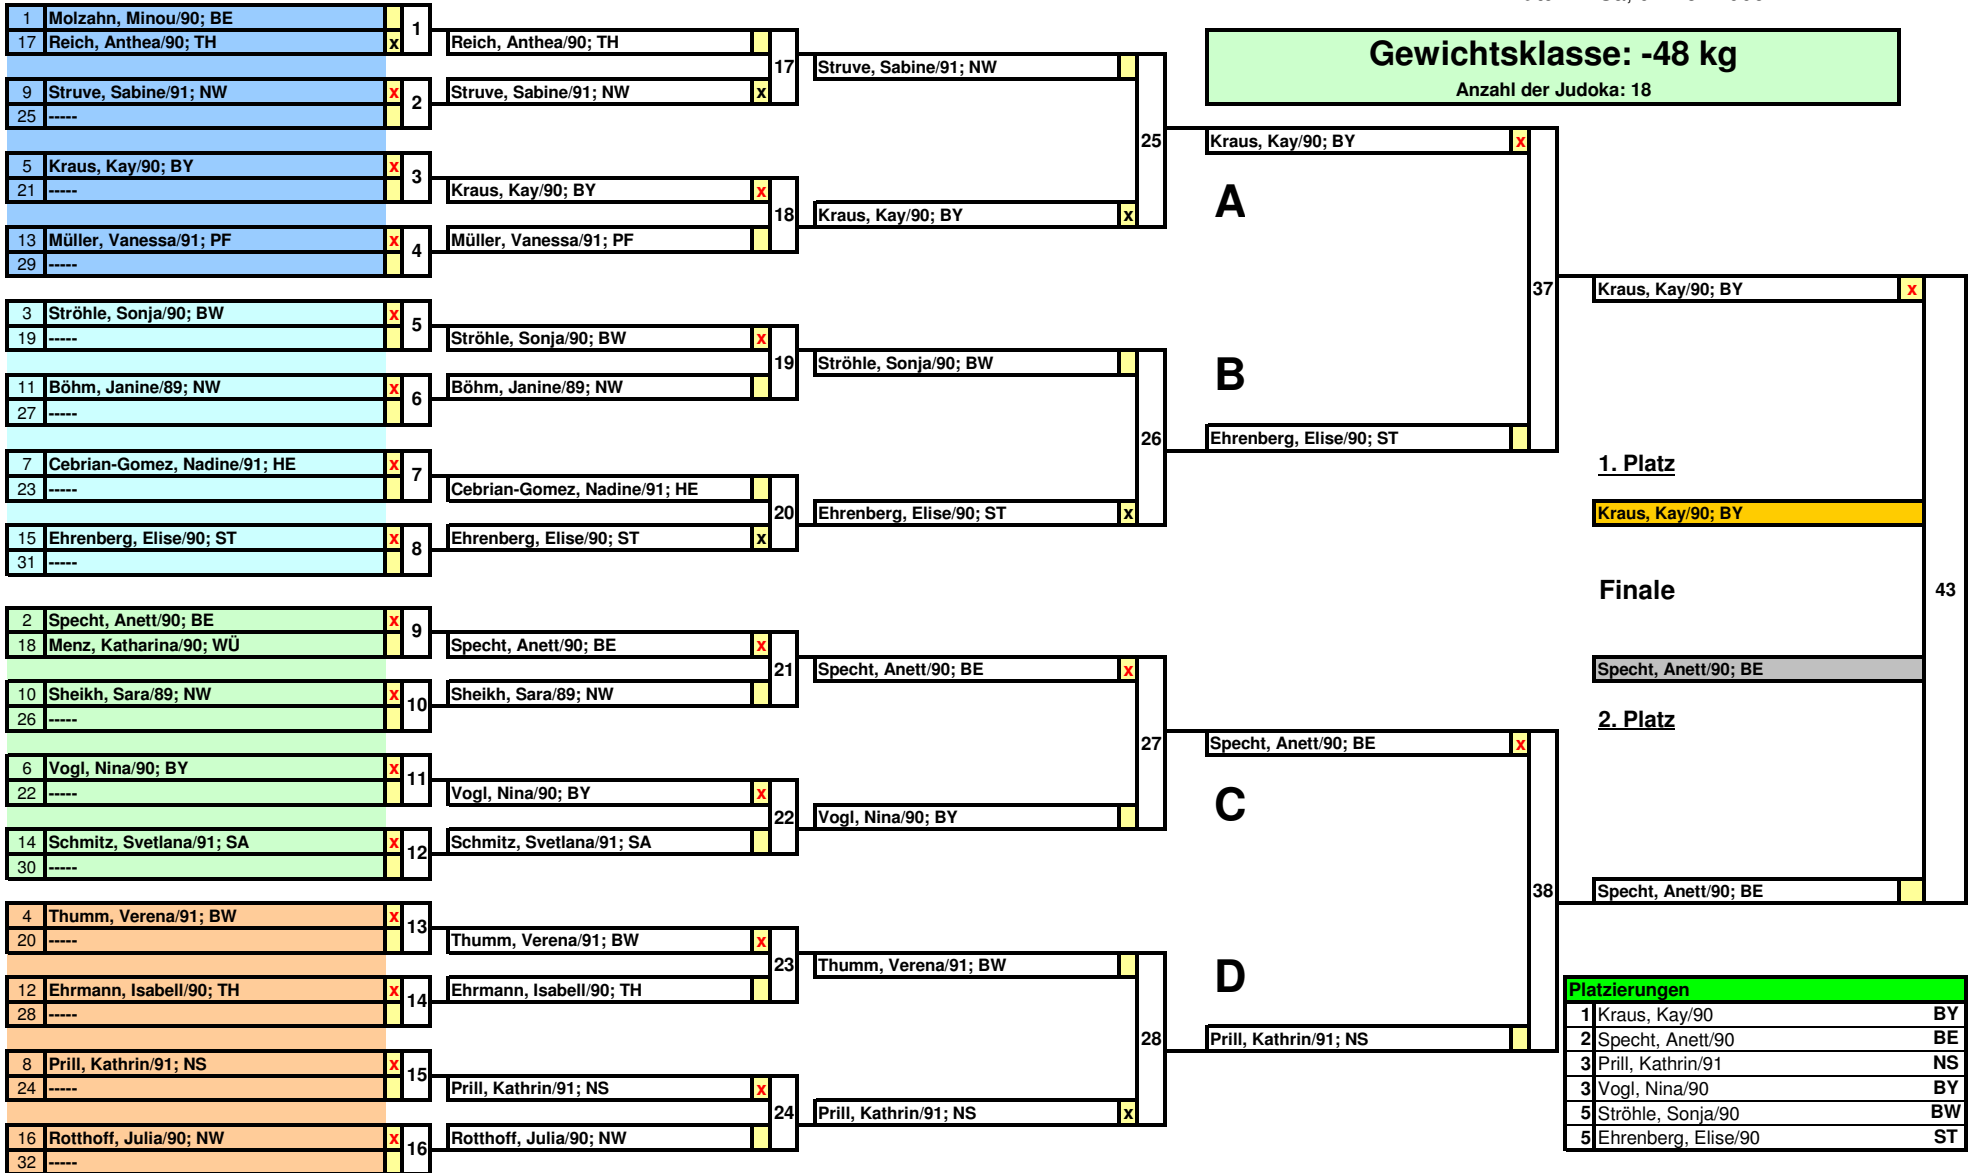 Gewichtsklasse: -48 kg
Anzahl der Judoka: 18
1 Molzahn, Minou/90; BE
17 Reich, Anthea/90; TH x
1
9 Struve, Sabine/91; NW x
25 -----
2
5 Kraus, Kay/90; BY x
21 -----
3
13 Müller, Vanessa/91; PF x
29 -----
4
3 Ströhle, Sonja/90; BW x
19 -----
5
11 Böhm, Janine/89; NW x
27 -----
6
7 Cebrian-Gomez, Nadine/91; HE x
23 -----
7
15 Ehrenberg, Elise/90; ST x
31 -----
8
2 Specht, Anett/90; BE x
18 Menz, Katharina/90; WÜ
9
10 Sheikh, Sara/89; NW x
26 -----
10
6 Vogl, Nina/90; BY x
22 -----
11
14 Schmitz, Svetlana/91; SA x
30 -----
12
4 Thumm, Verena/91; BW x
20 -----
13
12 Ehrmann, Isabell/90; TH x
28 -----
14
8 Prill, Kathrin/91; NS x
24 -----
15
16 Rotthoff, Julia/90; NW x
32 -----
16
Reich, Anthea/90; TH
Struve, Sabine/91; NW x
17
Kraus, Kay/90; BY x
Müller, Vanessa/91; PF
18
Ströhle, Sonja/90; BW x
Böhm, Janine/89; NW
19
Cebrian-Gomez, Nadine/91; HE
Ehrenberg, Elise/90; ST x
20
Specht, Anett/90; BE x
Sheikh, Sara/89; NW
21
Vogl, Nina/90; BY x
Schmitz, Svetlana/91; SA
22
Thumm, Verena/91; BW x
Ehrmann, Isabell/90; TH
23
Prill, Kathrin/91; NS x
Rotthoff, Julia/90; NW
24
Struve, Sabine/91; NW
Kraus, Kay/90; BY x
25
Ströhle, Sonja/90; BW
Ehrenberg, Elise/90; ST x
26
Specht, Anett/90; BE x
Vogl, Nina/90; BY
27
Thumm, Verena/91; BW
Prill, Kathrin/91; NS x
28
Kraus, Kay/90; BY x
A
B
Ehrenberg, Elise/90; ST
37
Specht, Anett/90; BE x
C
D
Prill, Kathrin/91; NS
38
Kraus, Kay/90; BY x
1. Platz
Kraus, Kay/90; BY
Finale
43
Specht, Anett/90; BE
2. Platz
Specht, Anett/90; BE
Platzierungen
1 Kraus, Kay/90 BY
2 Specht, Anett/90 BE
3 Prill, Kathrin/91 NS
3 Vogl, Nina/90 BY
5 Ströhle, Sonja/90 BW
5 Ehrenberg, Elise/90 ST